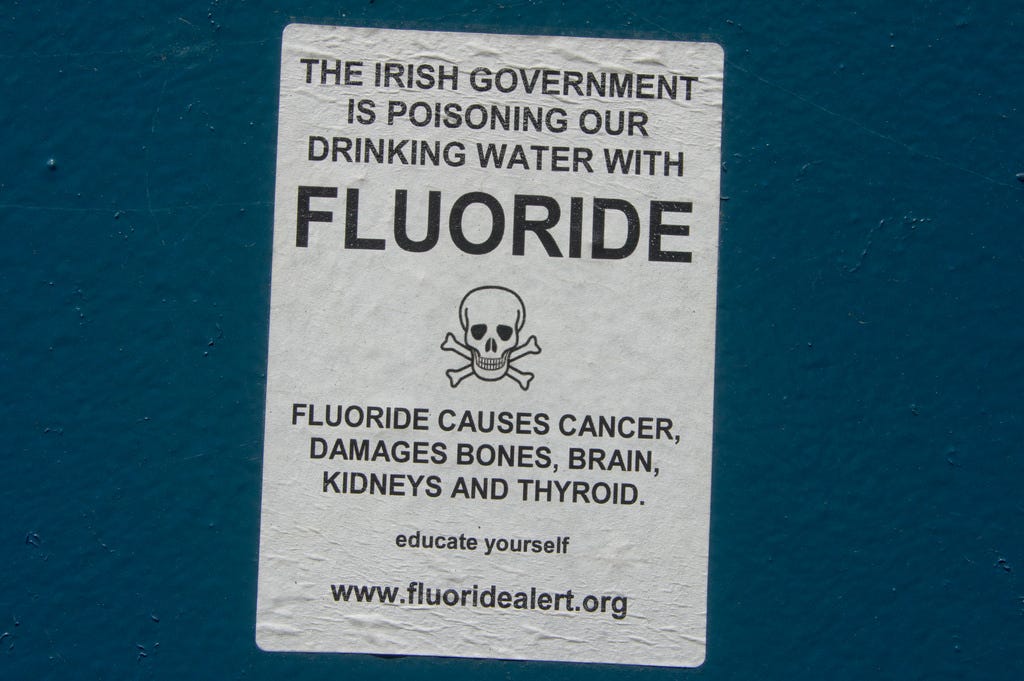 THE IRISH GOVERNMENT
IS POISONING OUR
DRINKING WATER WITH
FLUORIDE
FLUORIDE CAUSES CANCER,
DAMAGES BONES, BRAIN,
KIDNEYS AND THYROID.
educate yourself
www.fluoridealert.org